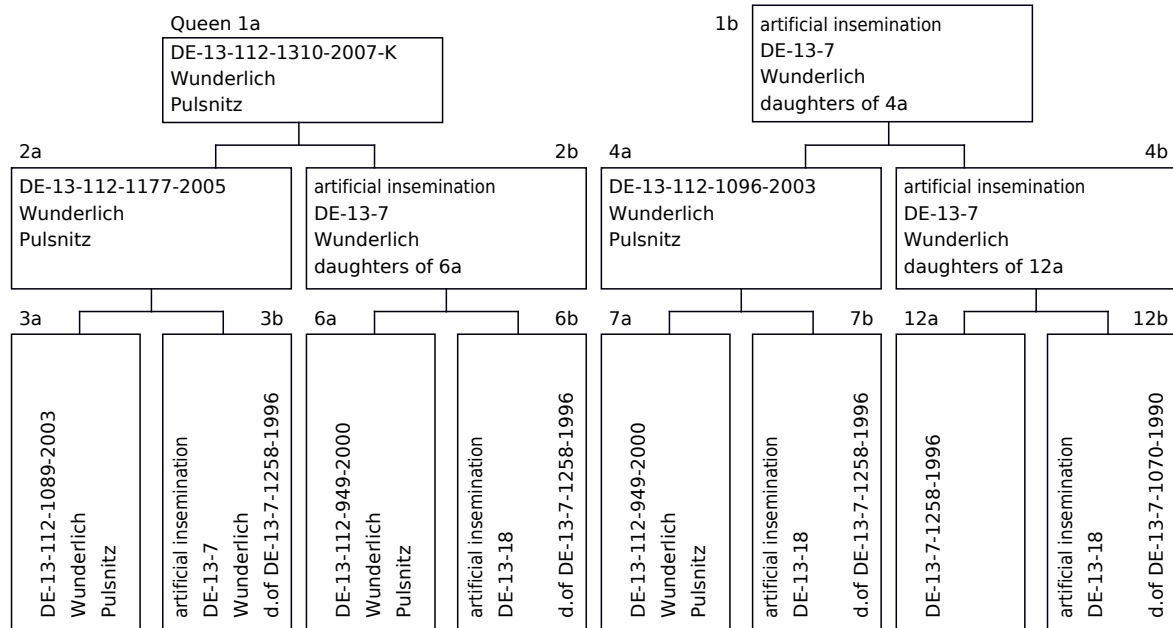 Queen 1a
DE-13-112-1310-2007-K
Wunderlich
Pulsnitz
1b
artificial insemination
DE-13-7
Wunderlich
daughters of 4a
2a
DE-13-112-1177-2005
Wunderlich
Pulsnitz
2b
artificial insemination
DE-13-7
Wunderlich
daughters of 6a
4a
DE-13-112-1096-2003
Wunderlich
Pulsnitz
4b
artificial insemination
DE-13-7
Wunderlich
daughters of 12a
3a
DE-13-112-1089-2003
Wunderlich
Pulsnitz
3b
artificial insemination
DE-13-7
Wunderlich
d.of DE-13-7-1258-1996
6a
DE-13-112-949-2000
Wunderlich
Pulsnitz
6b
artificial insemination
DE-13-18
d.of DE-13-7-1258-1996
7a
DE-13-112-949-2000
Wunderlich
Pulsnitz
7b
artificial insemination
DE-13-18
d.of DE-13-7-1258-1996
12a
DE-13-7-1258-1996
12b
artificial insemination
DE-13-18
d.of DE-13-7-1070-1990